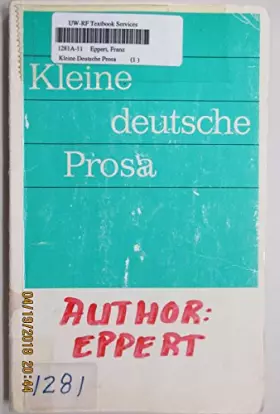 UW-RF Textbook Services
1281A-11 Eppert, Franz
Kleine Deutsche Prosa (1)
Kleine
deutsche
Prosa
AUTHOR:
EPPERT
04/19/2018 20:44
1281